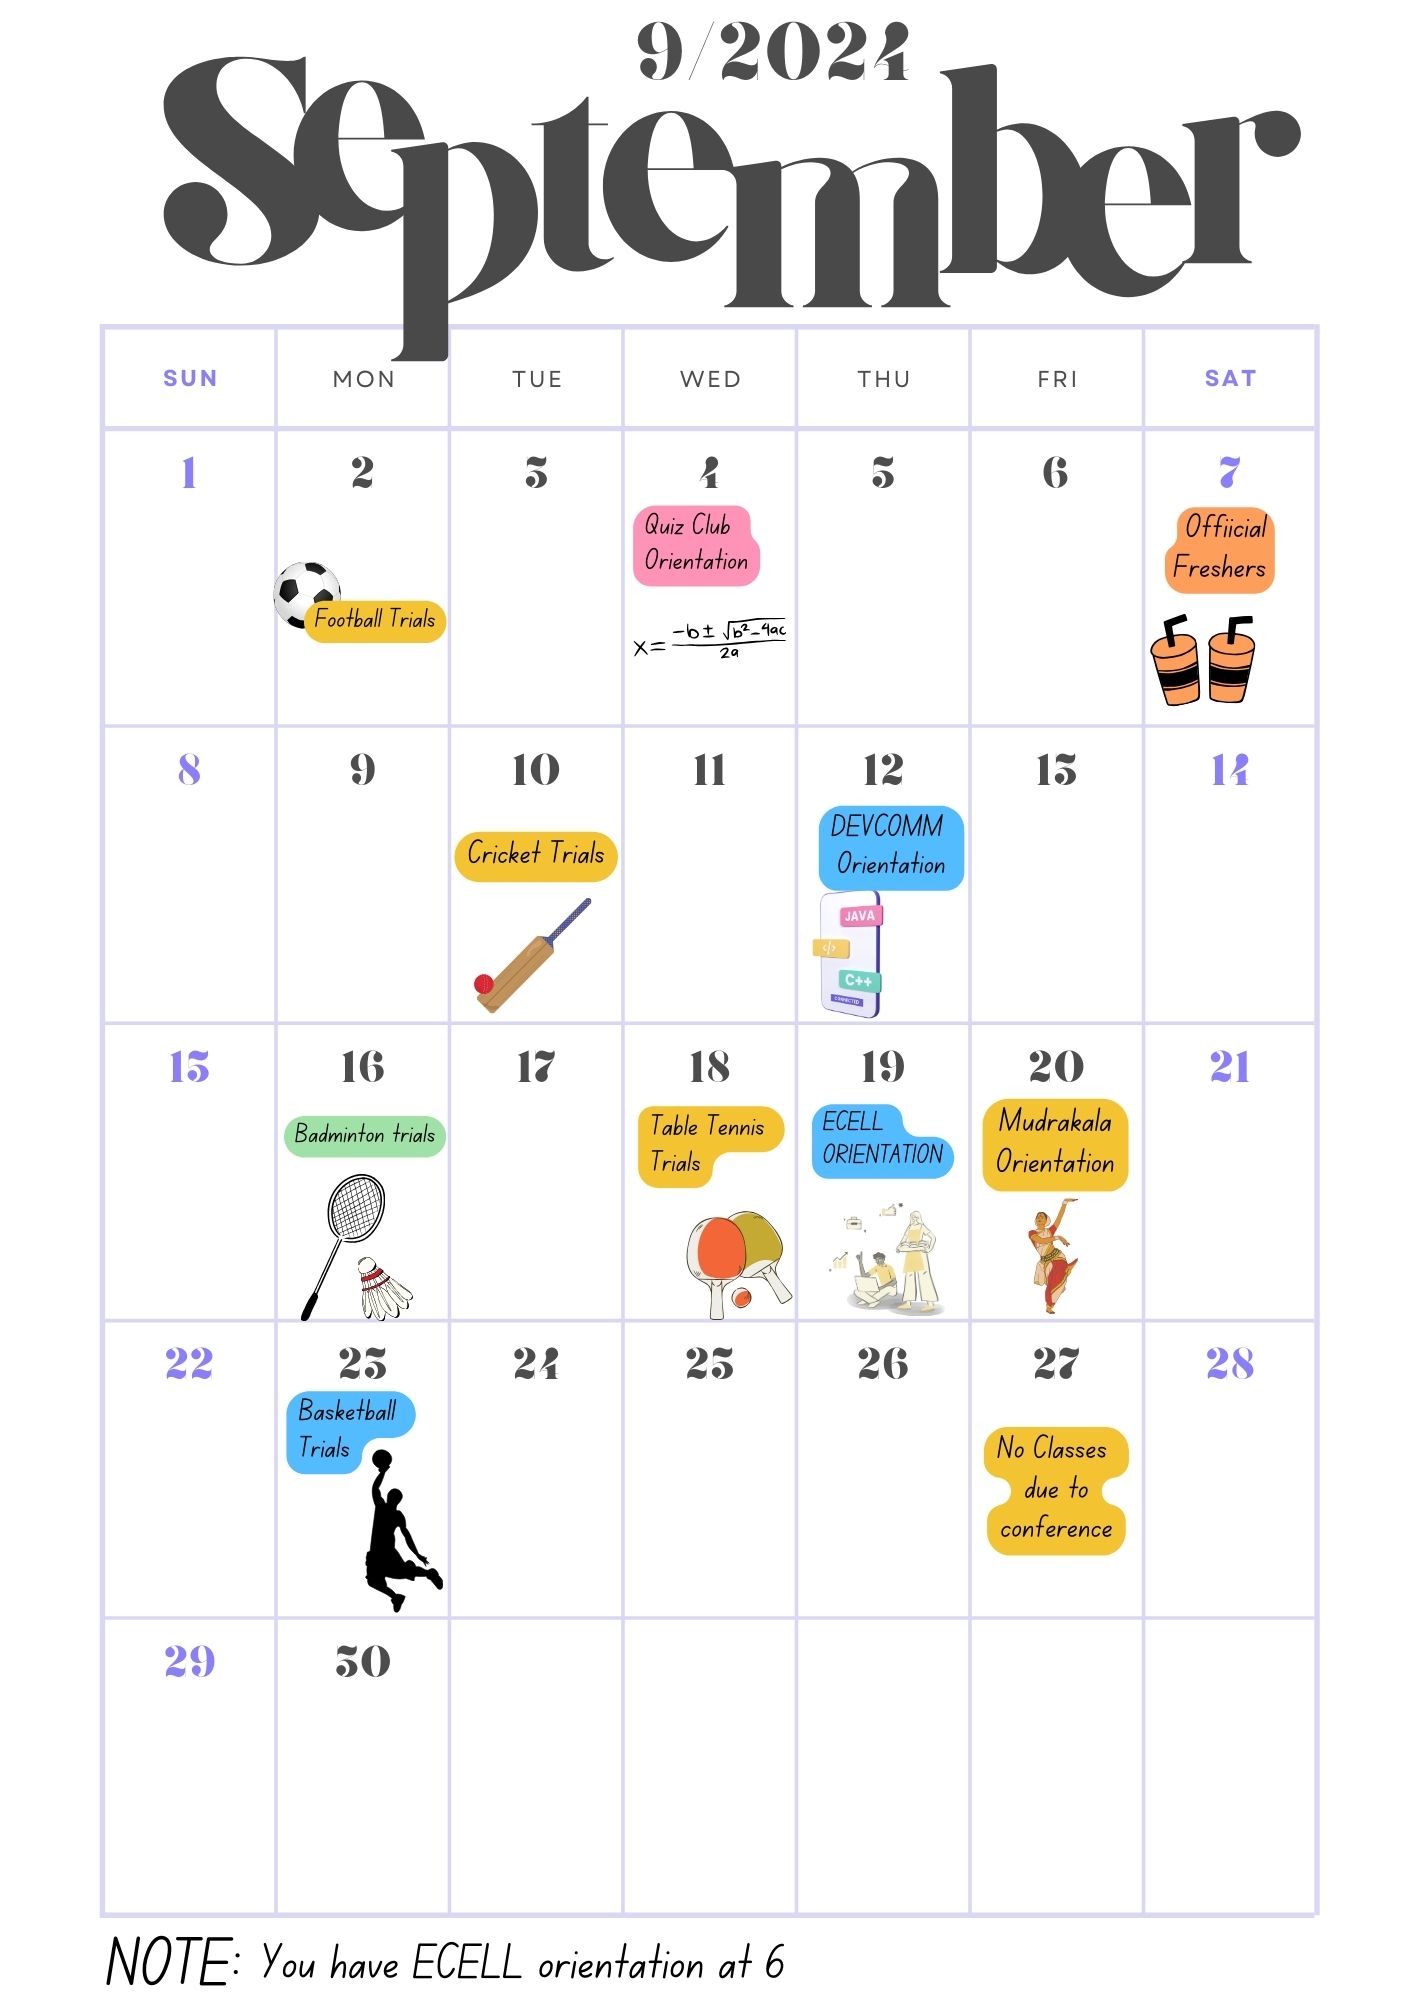 9/2024
September
SUN MON TUE WED THU FRI SAT
1 2 3 4 5 6 7
Football Trials
Quiz Club
Orientation
x = -b ± √b²-4ac / 2a
Offiicial
Freshers
8 9 10 11 12 13 14
Cricket Trials
DEVCOMM
Orientation
JAVA
</>
C++
CONNECTED
15 16 17 18 19 20 21
Badminton trials
Table Tennis
Trials
ECELL
ORIENTATION
Mudrakala
Orientation
22 23 24 25 26 27 28
Basketball
Trials
No Classes
due to
conference
29 30
NOTE: You have ECELL orientation at 6